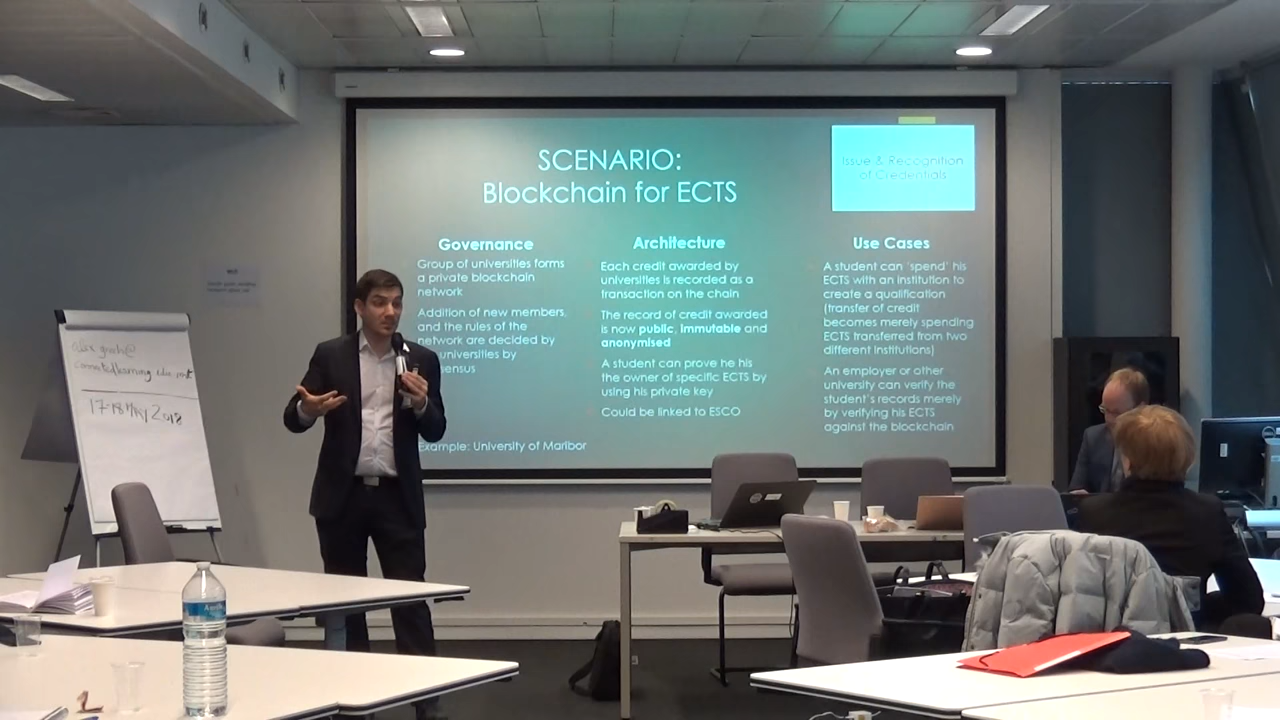 SCENARIO:
Blockchain for ECTS
Issue & Recognition
of Credentials
Governance
Group of universities forms
a private blockchain
network
Addition of new members,
and the rules of the
network are decided by
universities by
sensus
Example: University of Maribor
Architecture
Each credit awarded by
universities is recorded as a
transaction on the chain
The record of credit awarded
is now public, immutable and
anonymised
A student can prove he his
the owner of specific ECTS by
using his private key
Could be linked to ESCO
Use Cases
A student can 'spend' his
ECTS with an institution to
create a qualification
(transfer of credit
becomes merely spending
ECTS transferred from two
different institutions)
An employer or other
university can verify the
student's records merely
by verifying his ECTS
against the blockchain
17-18 May 2018